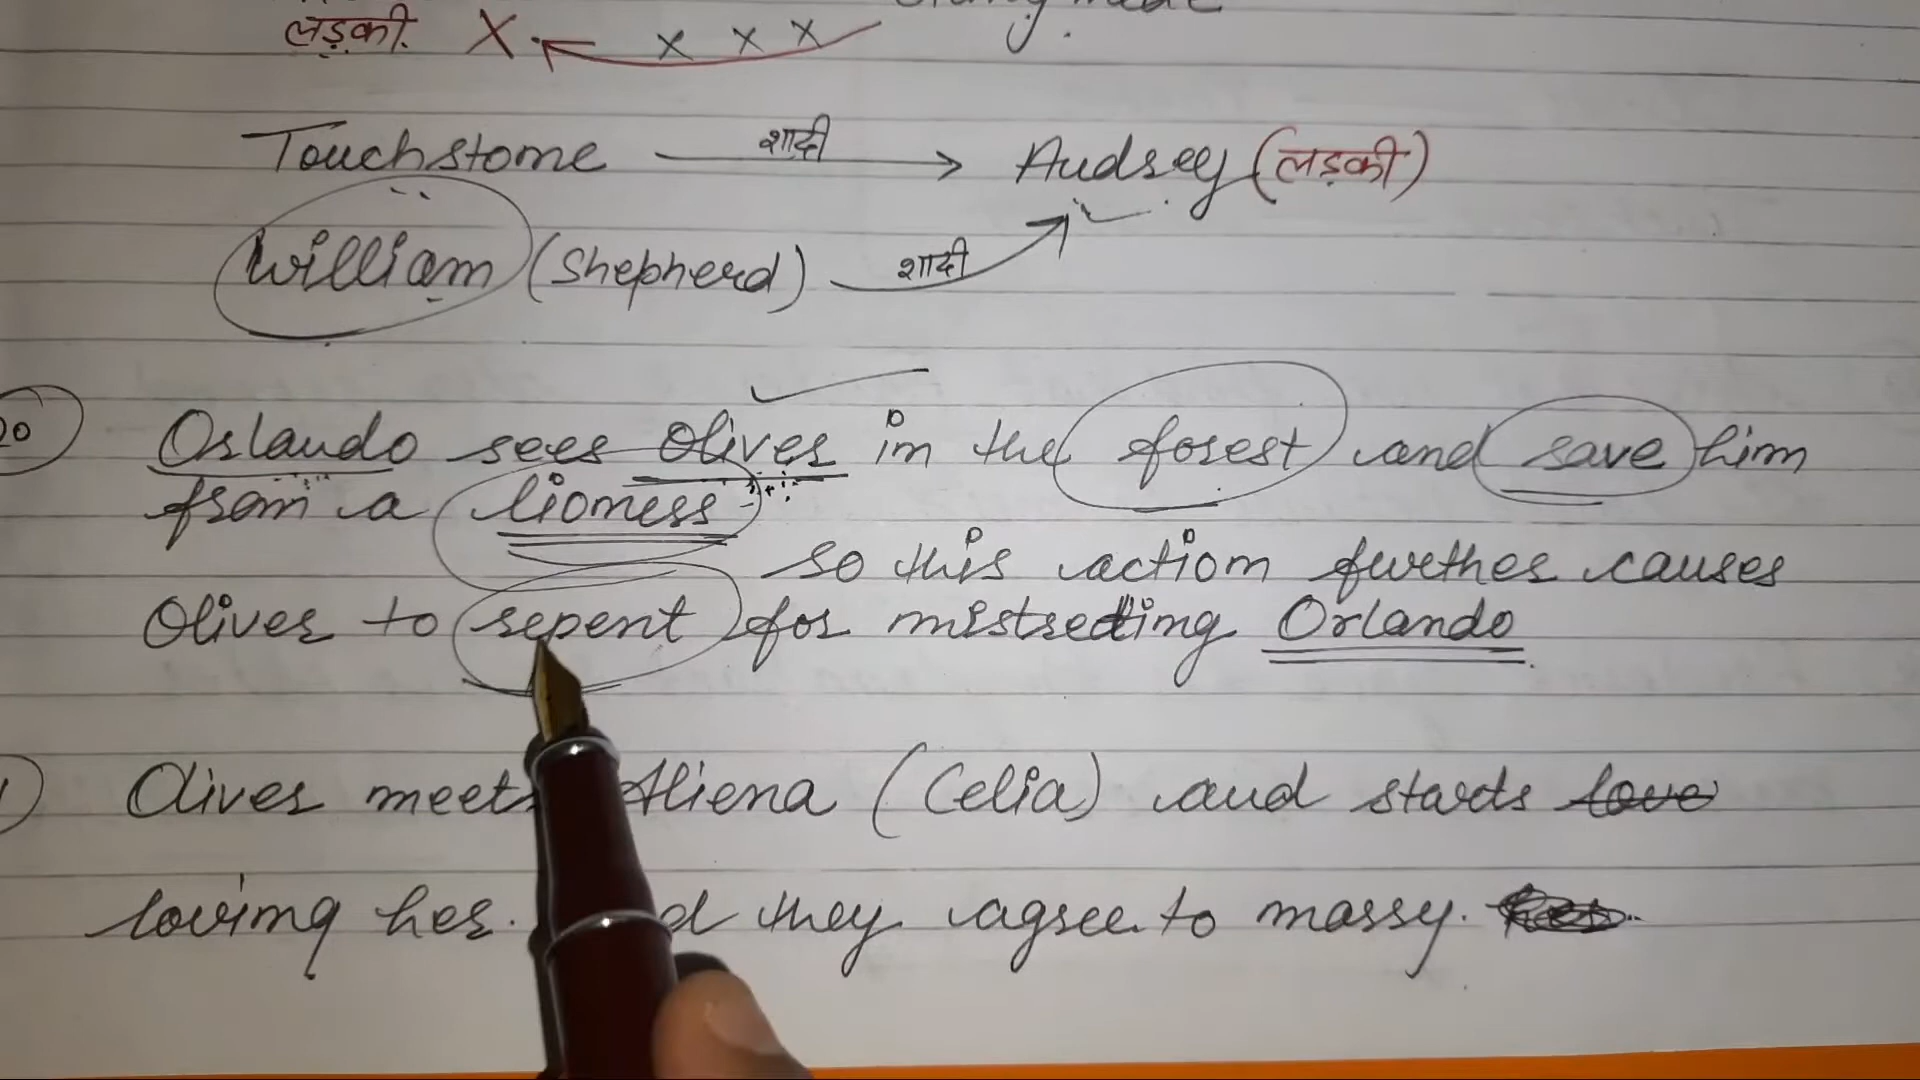 लड़की. X. X X X
Touchstome शादी Audrey (लड़की)
William (Shepherd) शादी
20 Orlando sees Oliver in the forest and save him
from a lioness
so this action further causes
Oliver to repent for mistreating Orlando
Oliver meets Aliena (Celia) and starts love
loving her. they agree to marry.